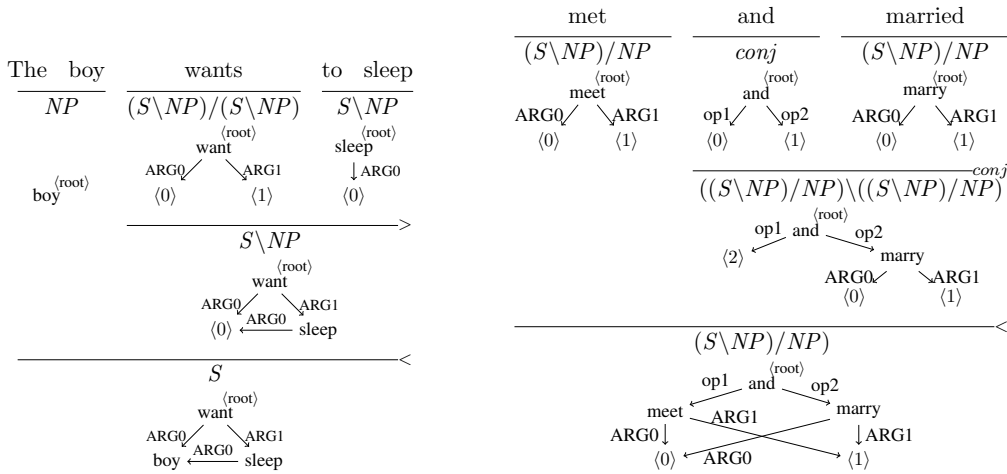 The boy wants to sleep
NP (S\NP)/(S\NP) S\NP
want⟨root⟩ sleep⟨root⟩
ARG0 ARG1 ARG0
boy⟨root⟩ ⟨0⟩ ⟨1⟩ ⟨0⟩
>
S\NP
want⟨root⟩
ARG0 ARG1
⟨0⟩ ARG0 sleep
<
S
want⟨root⟩
ARG0 ARG1
boy ARG0 sleep
met and married
(S\NP)/NP conj (S\NP)/NP
meet⟨root⟩ and⟨root⟩ marry⟨root⟩
ARG0 ARG1 op1 op2 ARG0 ARG1
⟨0⟩ ⟨1⟩ ⟨0⟩ ⟨1⟩ ⟨0⟩ ⟨1⟩
conj
((S\NP)/NP)\((S\NP)/NP)
op1 and⟨root⟩ op2
⟨2⟩ marry
ARG0 ARG1
⟨0⟩ ⟨1⟩
<
(S\NP)/NP)
op1 and⟨root⟩ op2
meet ARG1 marry
ARG0 ARG0 ARG1
⟨0⟩ ⟨1⟩